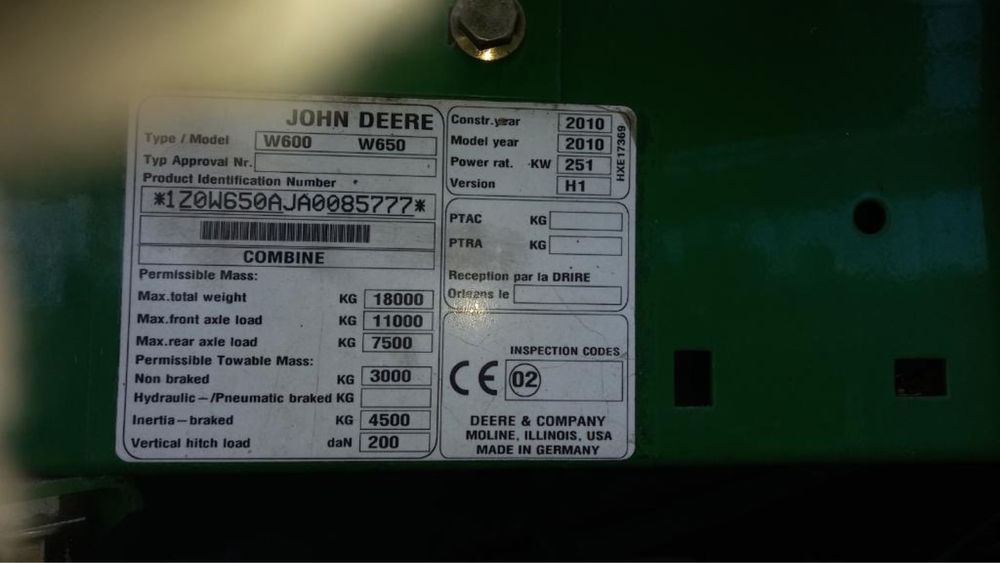 JOHN DEERE
Type / Model W600 W650
Typ Approval Nr.
Product Identification Number
*1Z0W650AJA0085777*
COMBINE
Permissible Mass:
Max.total weight KG 18000
Max.front axle load KG 11000
Max.rear axle load KG 7500
Permissible Towable Mass:
Non braked KG 3000
Hydraulic-/Pneumatic braked KG
Inertia-braked KG 4500
Vertical hitch load daN 200
Constr.year 2010
Model year 2010
Power rat. KW 251
Version H1
HXE17369
PTAC KG
PTRA KG
Reception par la DRIRE
Orleans le
INSPECTION CODES
CE 02
DEERE & COMPANY
MOLINE, ILLINOIS, USA
MADE IN GERMANY